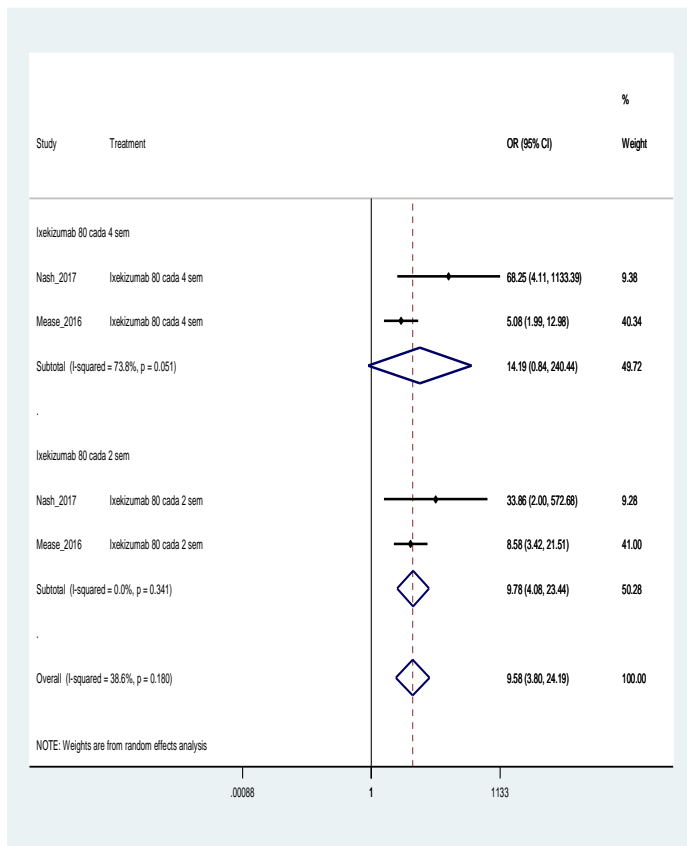 %
Study Treatment OR (95% CI) Weight
Ixekizumab 80 cada 4 sem
Nash_2017 Ixekizumab 80 cada 4 sem 68.25 (4.11, 1133.39) 9.38
Mease_2016 Ixekizumab 80 cada 4 sem 5.08 (1.99, 12.98) 40.34
Subtotal (I-squared = 73.8%, p = 0.051) 14.19 (0.84, 240.44) 49.72
.
Ixekizumab 80 cada 2 sem
Nash_2017 Ixekizumab 80 cada 2 sem 33.86 (2.00, 572.68) 9.28
Mease_2016 Ixekizumab 80 cada 2 sem 8.58 (3.42, 21.51) 41.00
Subtotal (I-squared = 0.0%, p = 0.341) 9.78 (4.08, 23.44) 50.28
.
Overall (I-squared = 38.6%, p = 0.180) 9.58 (3.80, 24.19) 100.00
NOTE: Weights are from random effects analysis
.00088 1 1133